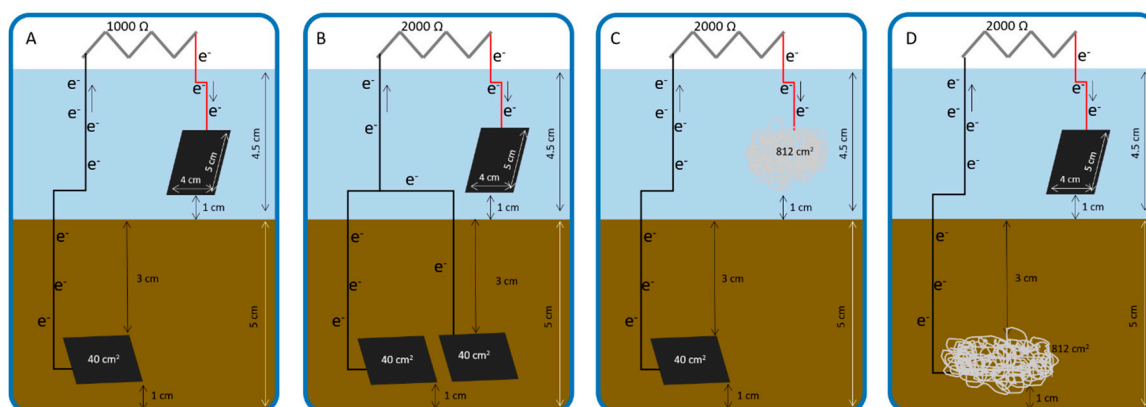 A
1000 Ω
e-
e-
e-
e-
e-
e-
e-
e-
e-
e-
e-
4 cm
5 cm
4.5 cm
1 cm
3 cm
5 cm
40 cm²
1 cm
B
2000 Ω
e-
e-
e-
e-
e-
e-
e-
e-
e-
e-
e-
e-
4 cm
5 cm
4.5 cm
1 cm
3 cm
5 cm
40 cm²
40 cm²
1 cm
C
2000 Ω
e-
e-
e-
e-
e-
e-
e-
e-
e-
e-
812 cm²
4.5 cm
1 cm
3 cm
5 cm
40 cm²
1 cm
D
2000 Ω
e-
e-
e-
e-
e-
e-
e-
e-
e-
e-
4 cm
5 cm
4.5 cm
1 cm
3 cm
5 cm
812 cm²
1 cm